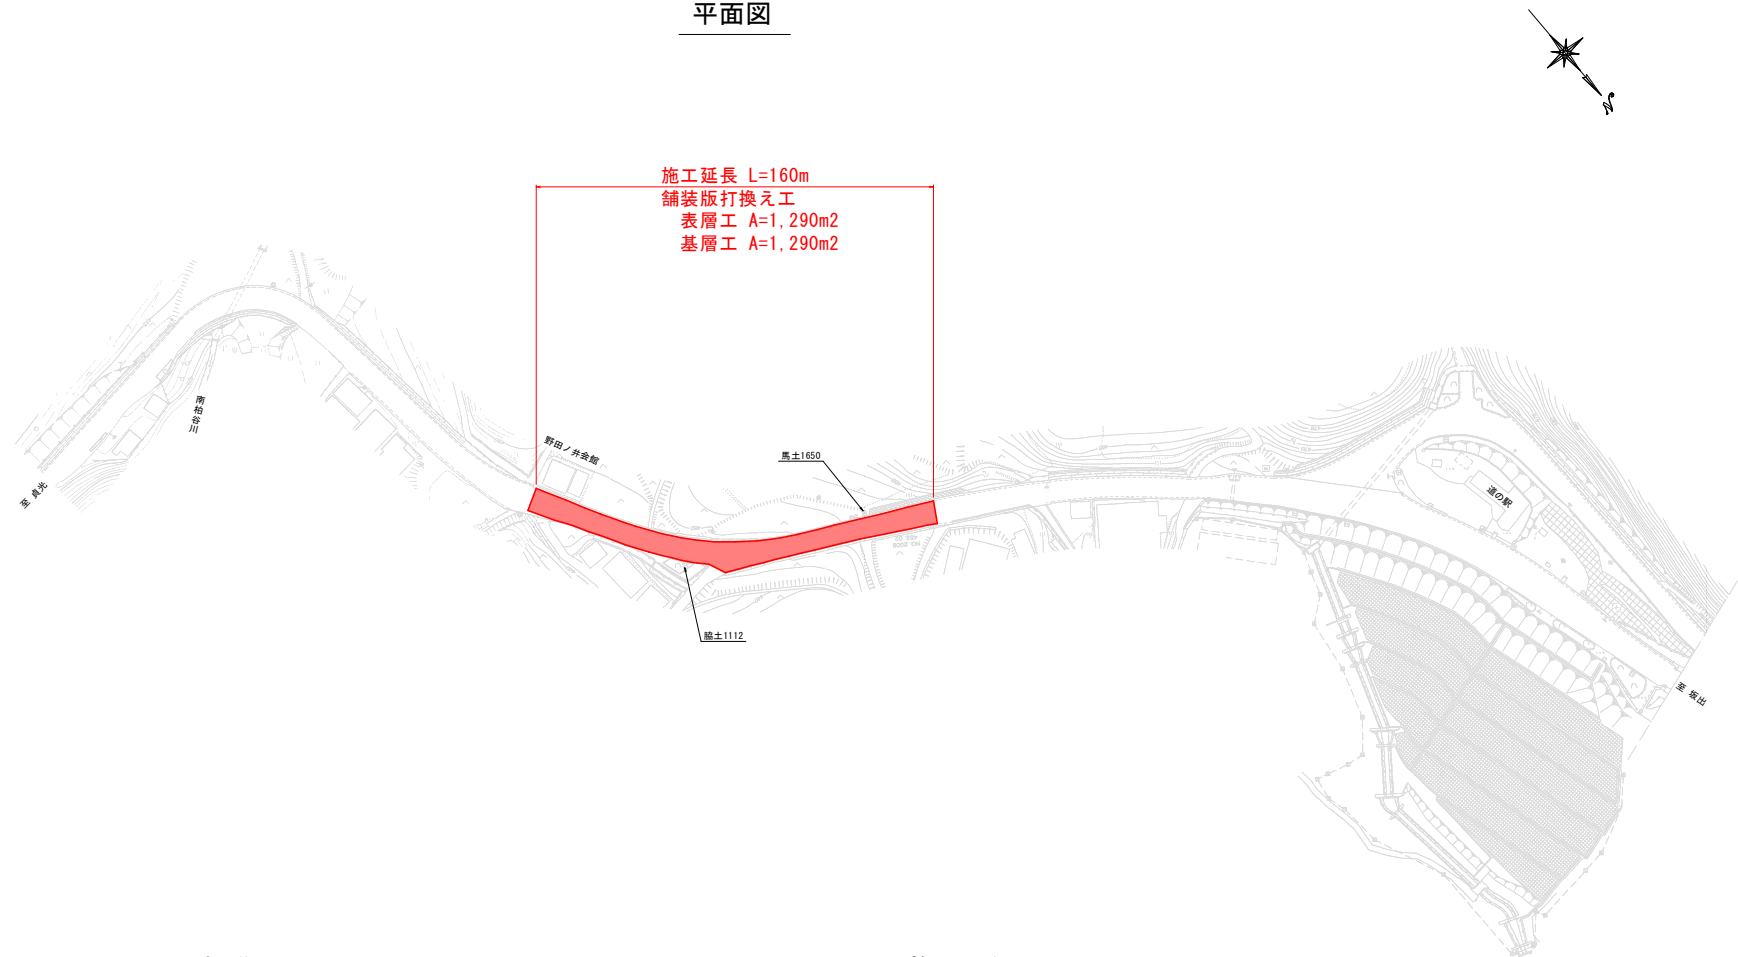 平面図
N
施工延長 L=160m
舗装版打換え工
表層工 A=1,290m2
基層工 A=1,290m2
南柏谷川
野田ノ井会館
馬土1650
至 貞光
道の駅
脇土1112
至 坂出